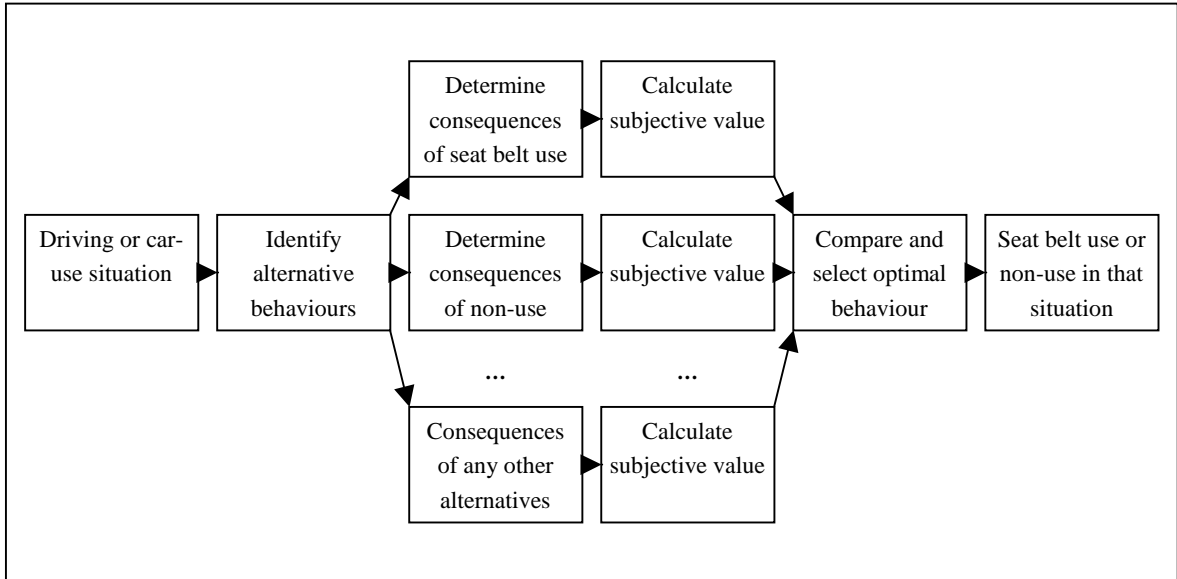 Determine
consequences
of seat belt use
Calculate
subjective value
Driving or car-
use situation
Identify
alternative
behaviours
Determine
consequences
of non-use
Calculate
subjective value
Compare and
select optimal
behaviour
Seat belt use or
non-use in that
situation
...
...
Consequences
of any other
alternatives
Calculate
subjective value